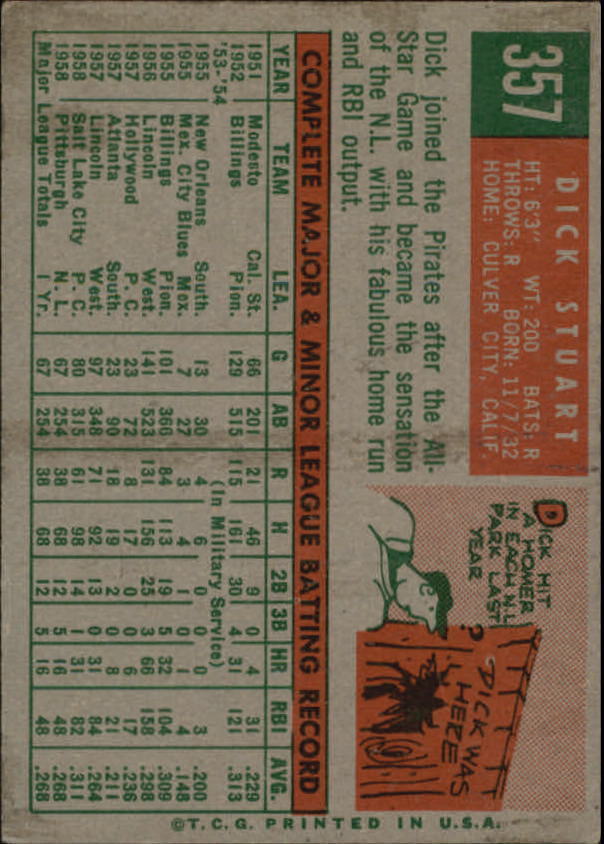 357
DICK STUART
HT: 6'3" WT: 200 BATS: R
THROWS: R BORN: 11/7/32
HOME: CULVER CITY, CALIF.
Dick joined the Pirates after the All-
Star Game and became the sensation
of the N.L. with his fabulous home run
and RBI output.
DICK HIT
A HOMER
IN EACH N.L.
PARK LAST
YEAR
?
DICK WAS
HERE
COMPLETE MAJOR & MINOR LEAGUE BATTING RECORD
YEAR TEAM LEA. G AB R H 2B 3B HR RBI AVG.
1951 Modesto Cal. St. 66 201 21 46 9 0 4 31 .229
1952 Billings Pion. 129 515 115 161 30 4 31 121 .313
'53-'54 (In Military Service)
1955 New Orleans South. 13 30 4 6 0 0 0 3 .200
1955 Mex. City Blues Mex. 7 27 3 4 1 0 1 4 .148
1955 Billings Pion. 101 366 84 113 19 5 32 104 .309
1956 Lincoln West. 141 523 131 156 25 3 66 158 .298
1957 Hollywood P. C. 23 72 8 17 0 0 6 17 .236
1957 Atlanta South. 23 90 18 19 2 0 8 21 .211
1957 Lincoln West. 97 348 71 92 13 0 31 84 .264
1958 Salt Lake City P. C. 80 315 61 98 14 1 31 82 .311
1958 Pittsburgh N. L. 67 254 38 68 12 5 16 48 .268
Major League Totals 1 Yr. 67 254 38 68 12 5 16 48 .268
©T.C.G. PRINTED IN U.S.A.